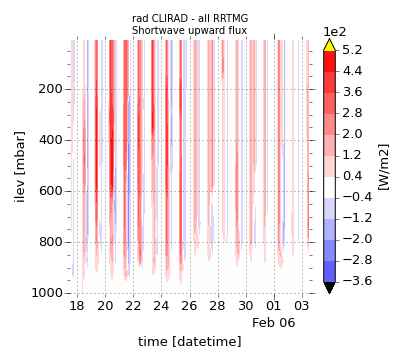 rad CLIRAD - all RRTMG
Shortwave upward flux
1e2
5.2
4.4
3.6
2.8
2.0
1.2
0.4
−0.4
−1.2
−2.0
−2.8
−3.6
[W/m2]
ilev [mbar]
200
400
600
800
1000
18 20 22 24 26 28 30 01 03
Feb 06
time [datetime]